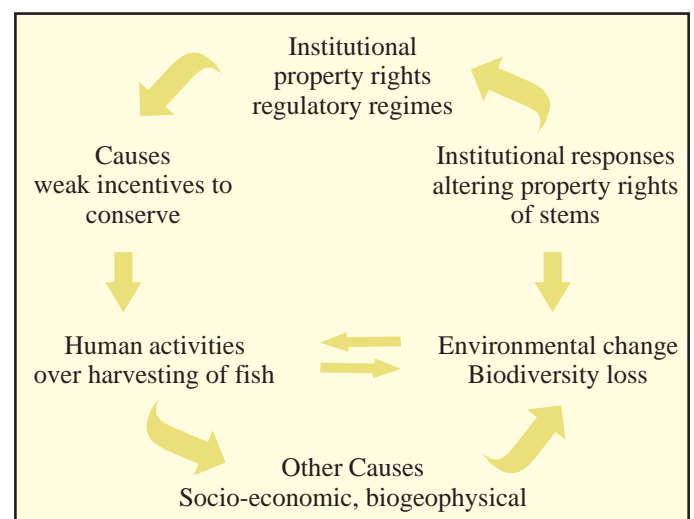 Institutional
property rights
regulatory regimes
Causes
weak incentives to
conserve
Institutional responses
altering property rights
of stems
Human activities
over harvesting of fish
Environmental change
Biodiversity loss
Other Causes
Socio-economic, biogeophysical